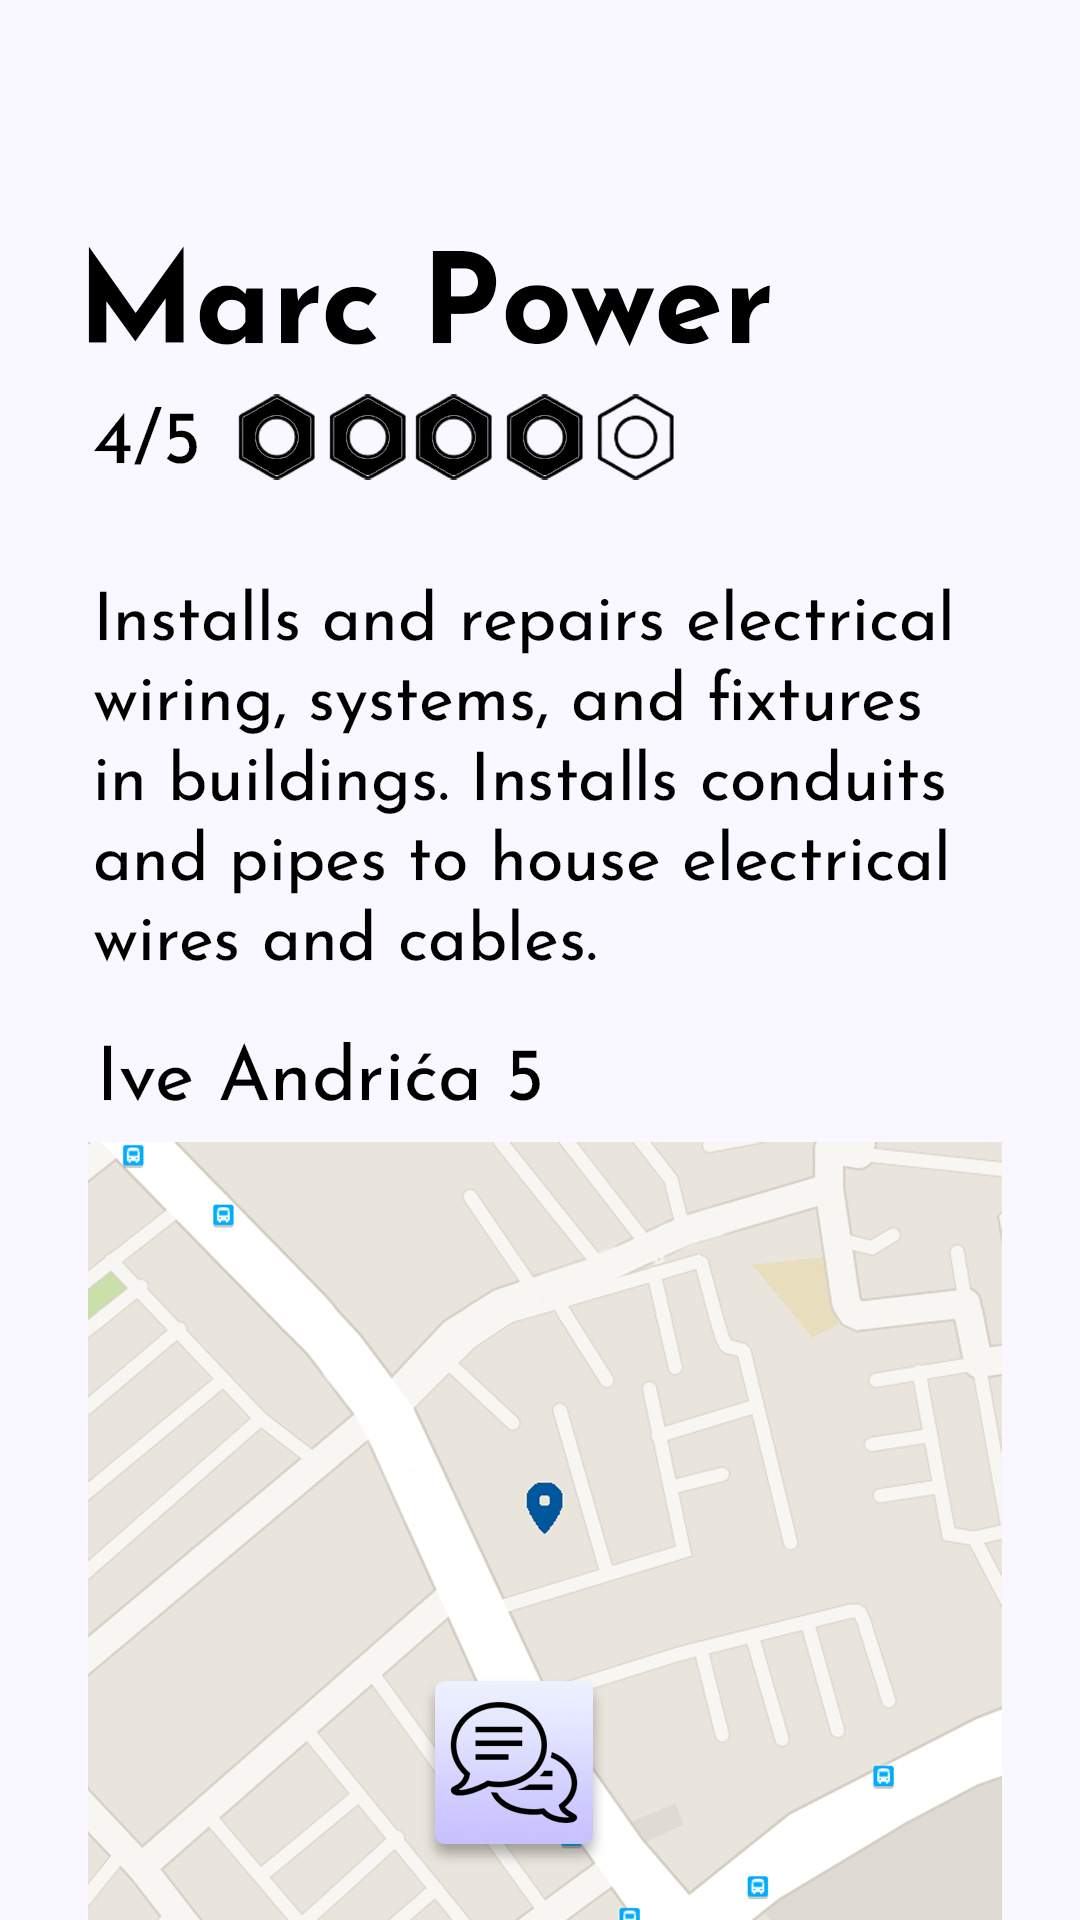 Marc Power
4/5
Installs and repairs electrical
wiring, systems, and fixtures
in buildings. Installs conduits
and pipes to house electrical
wires and cables.
Ive Andrića 5